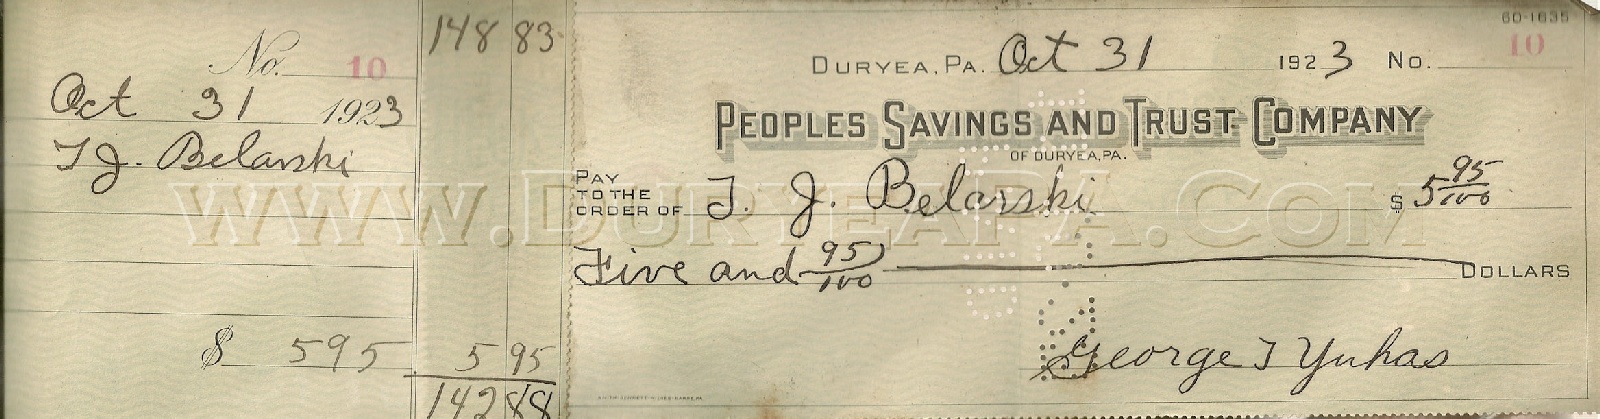 No. 10
Oct 31 1923
T J. Belarski
$ 5 95
148 83
5 95
142 88
60-1635
DURYEA, PA. Oct 31 1923 No. 10
PEOPLES SAVINGS AND TRUST COMPANY
OF DURYEA, PA.
PAY
TO THE
ORDER OF T. J. Belarski $ 5 95/100
Five and 95/100 DOLLARS
George T Yuhas
www.DuryeaPA.Com